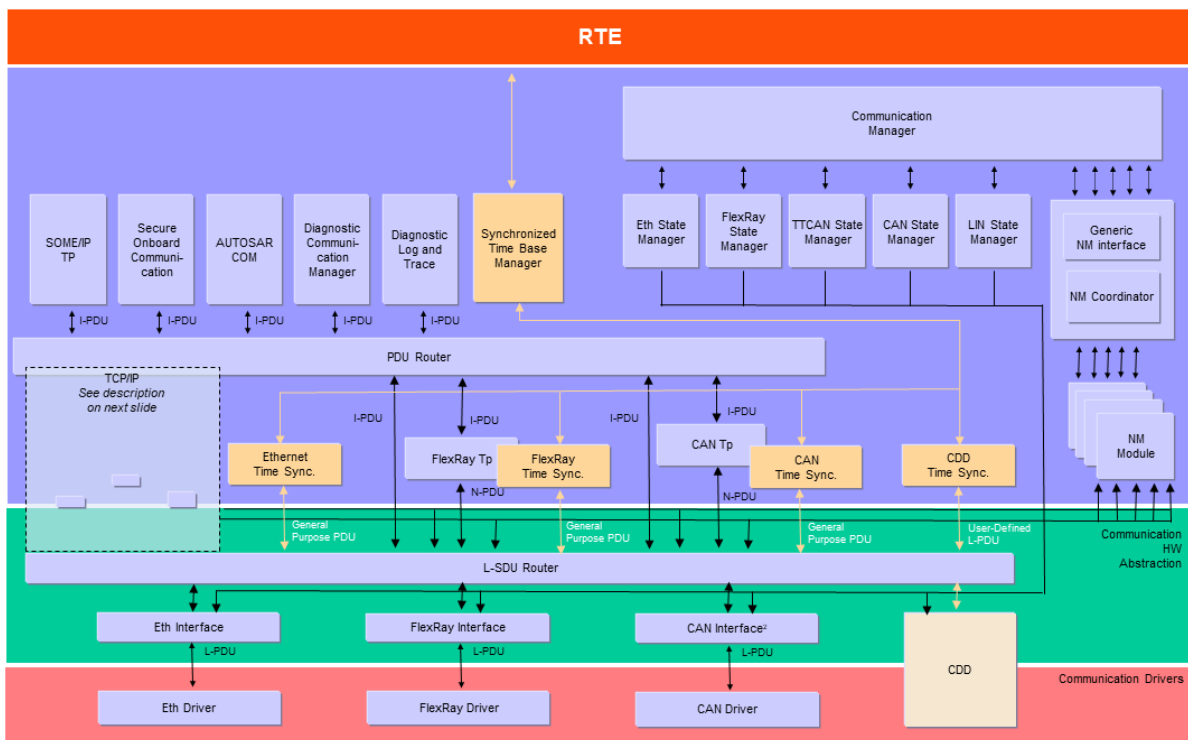 RTE
Communication
Manager
SOME/IP
TP
Secure
Onboard
Communi-
cation
AUTOSAR
COM
Diagnostic
Communi-
cation
Manager
Diagnostic
Log and
Trace
Synchronized
Time Base
Manager
Eth State
Manager
FlexRay
State
Manager
TTCAN State
Manager
CAN State
Manager
LIN State
Manager
Generic
NM interface
NM Coordinator
I-PDU
I-PDU
I-PDU
I-PDU
I-PDU
PDU Router
TCP/IP
See description
on next slide
I-PDU
I-PDU
I-PDU
I-PDU
Ethernet
Time Sync.
FlexRay Tp
FlexRay
Time Sync.
CAN Tp
CAN
Time Sync.
CDD
Time Sync.
NM
Module
N-PDU
N-PDU
General
Purpose PDU
General
Purpose PDU
General
Purpose PDU
User-Defined
L-PDU
Communication
HW
Abstraction
L-SDU Router
Eth Interface
FlexRay Interface
CAN Interface²
L-PDU
L-PDU
L-PDU
CDD
Communication Drivers
Eth Driver
FlexRay Driver
CAN Driver